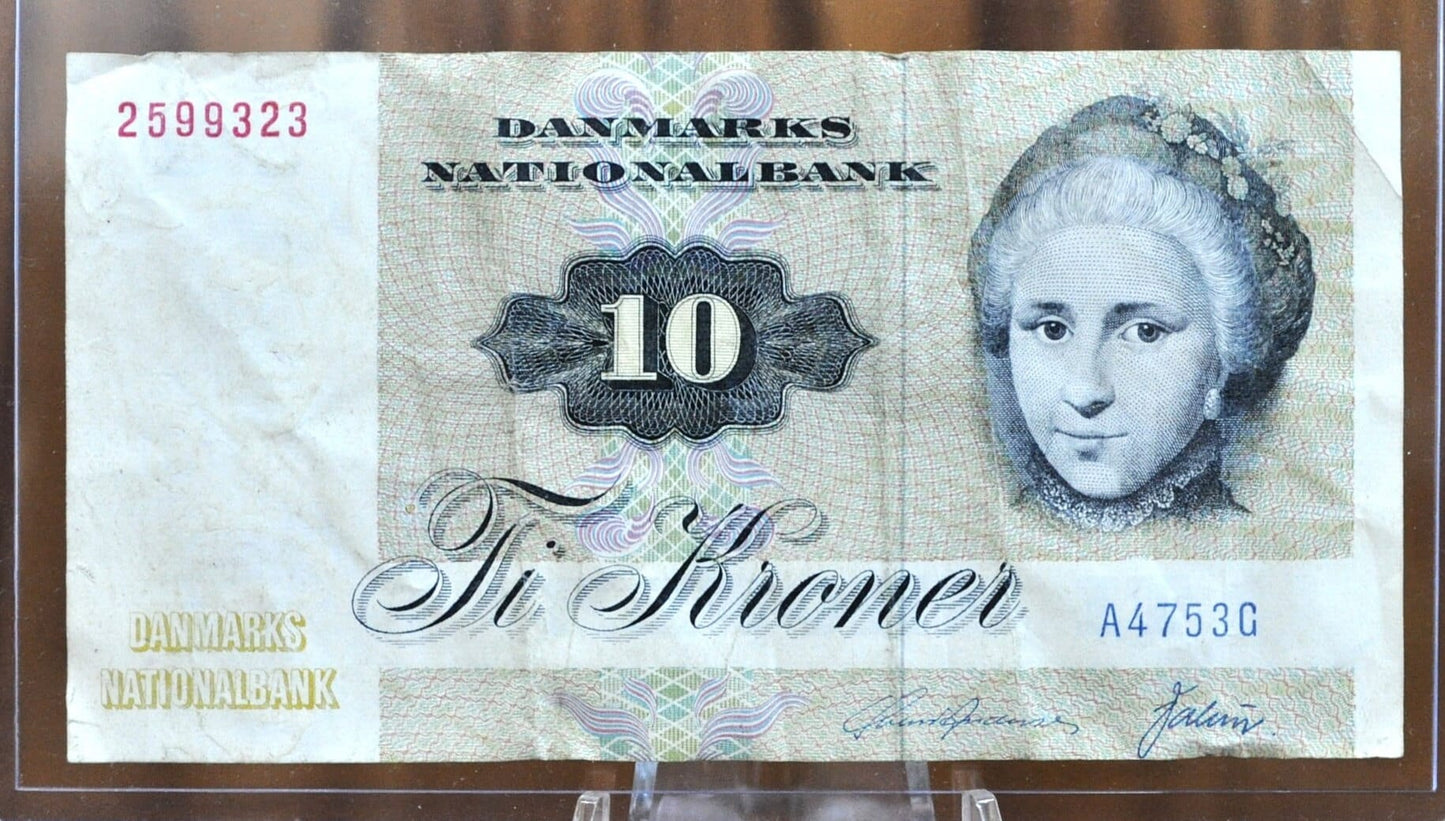 2599323
DANMARKS
NATIONALBANK
10
Ti Kroner
A4753G
DANMARKS
NATIONALBANK